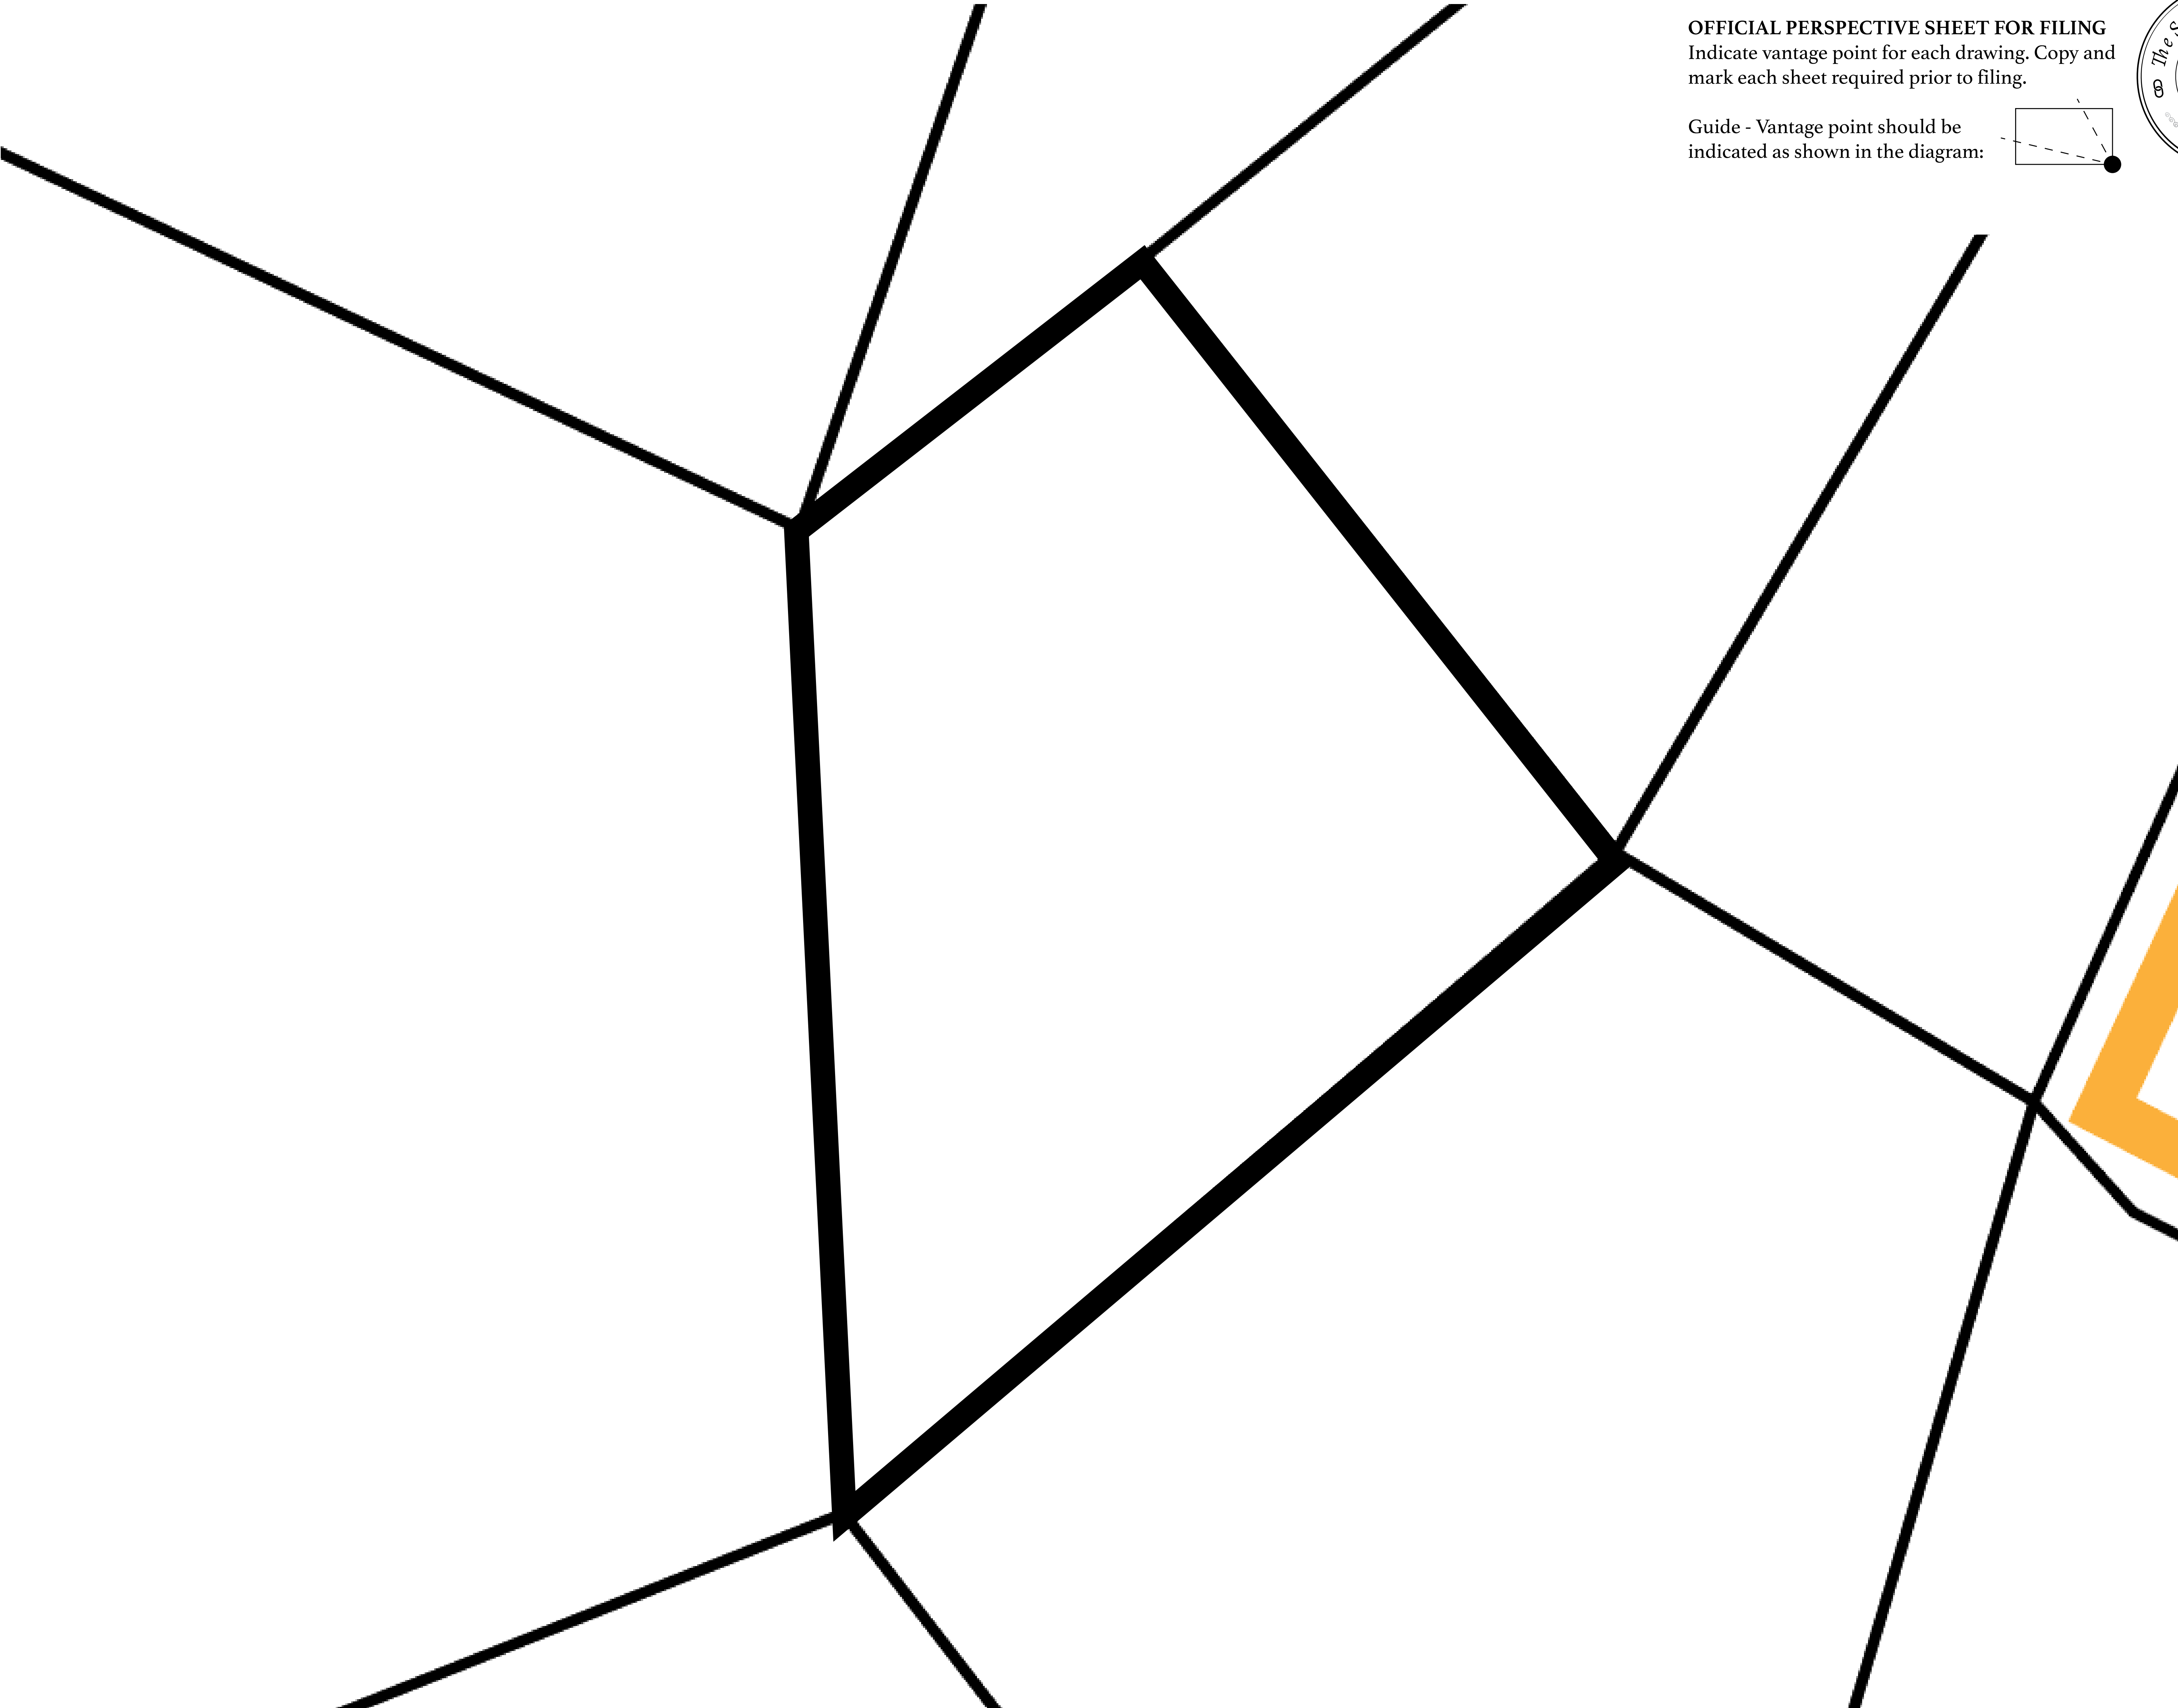 OFFICIAL PERSPECTIVE SHEET FOR FILING
Indicate vantage point for each drawing. Copy and
mark each sheet required prior to filing.
Guide - Vantage point should be
indicated as shown in the diagram:
The